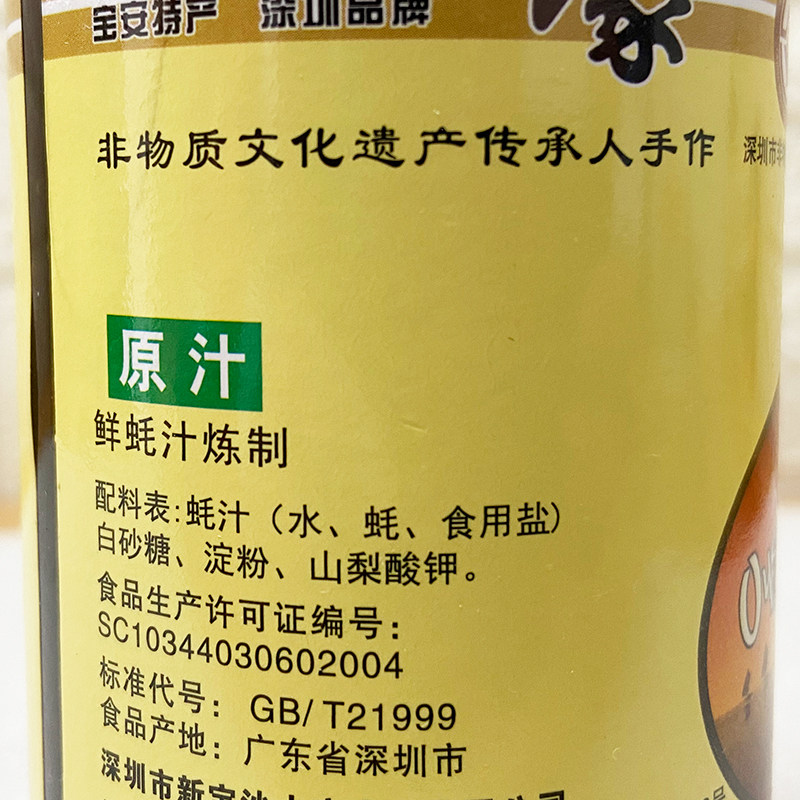 宝安特产 深圳品牌
非物质文化遗产传承人手作
深圳市非
原汁
鲜蚝汁炼制
配料表:蚝汁（水、蚝、食用盐)
白砂糖、淀粉、山梨酸钾。
食品生产许可证编号：
SC10344030602004
标准代号： GB/T21999
食品产地：广东省深圳市
深圳市新宝